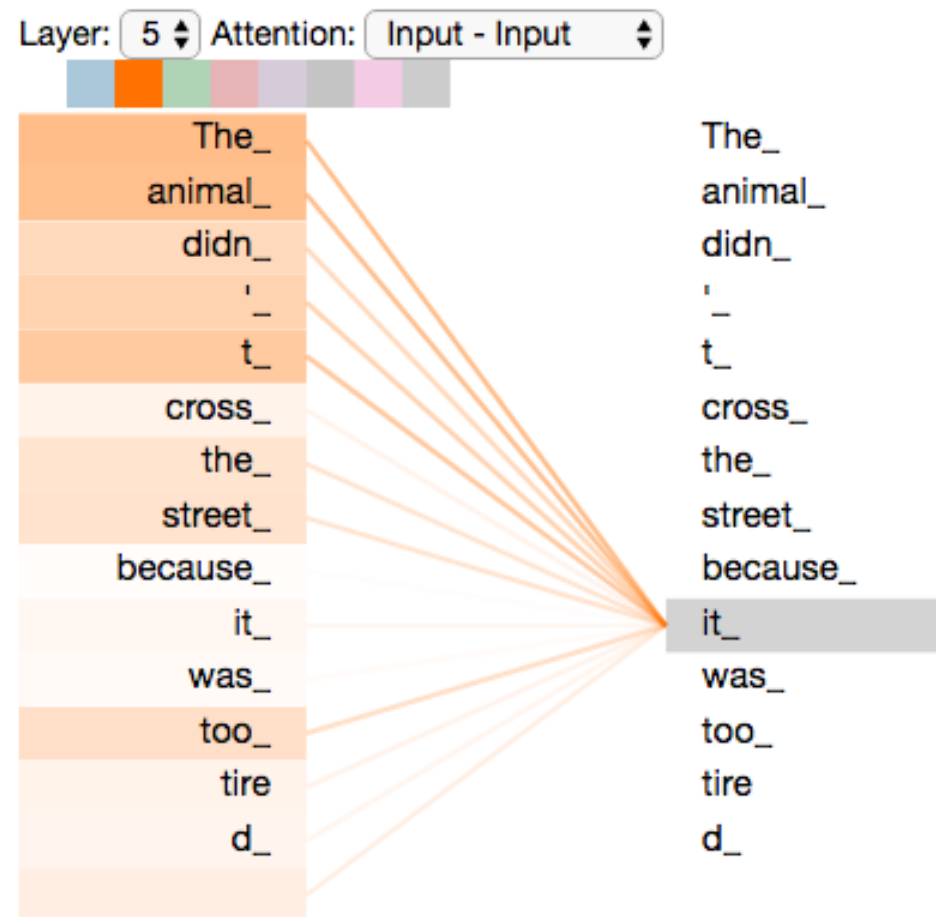 Layer: 5 Attention: Input - Input
The_ The_
animal_ animal_
didn_ didn_
'_ '_
t_ t_
cross_ cross_
the_ the_
street_ street_
because_ because_
it_ it_
was_ was_
too_ too_
tire tire
d_ d_